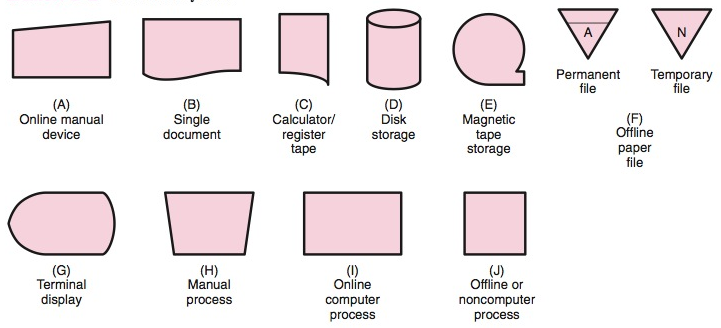 A
N
Permanent
file
Temporary
file
(A)
Online manual
device
(B)
Single
document
(C)
Calculator/
register
tape
(D)
Disk
storage
(E)
Magnetic
tape
storage
(F)
Offline
paper
file
(G)
Terminal
display
(H)
Manual
process
(I)
Online
computer
process
(J)
Offline or
noncomputer
process